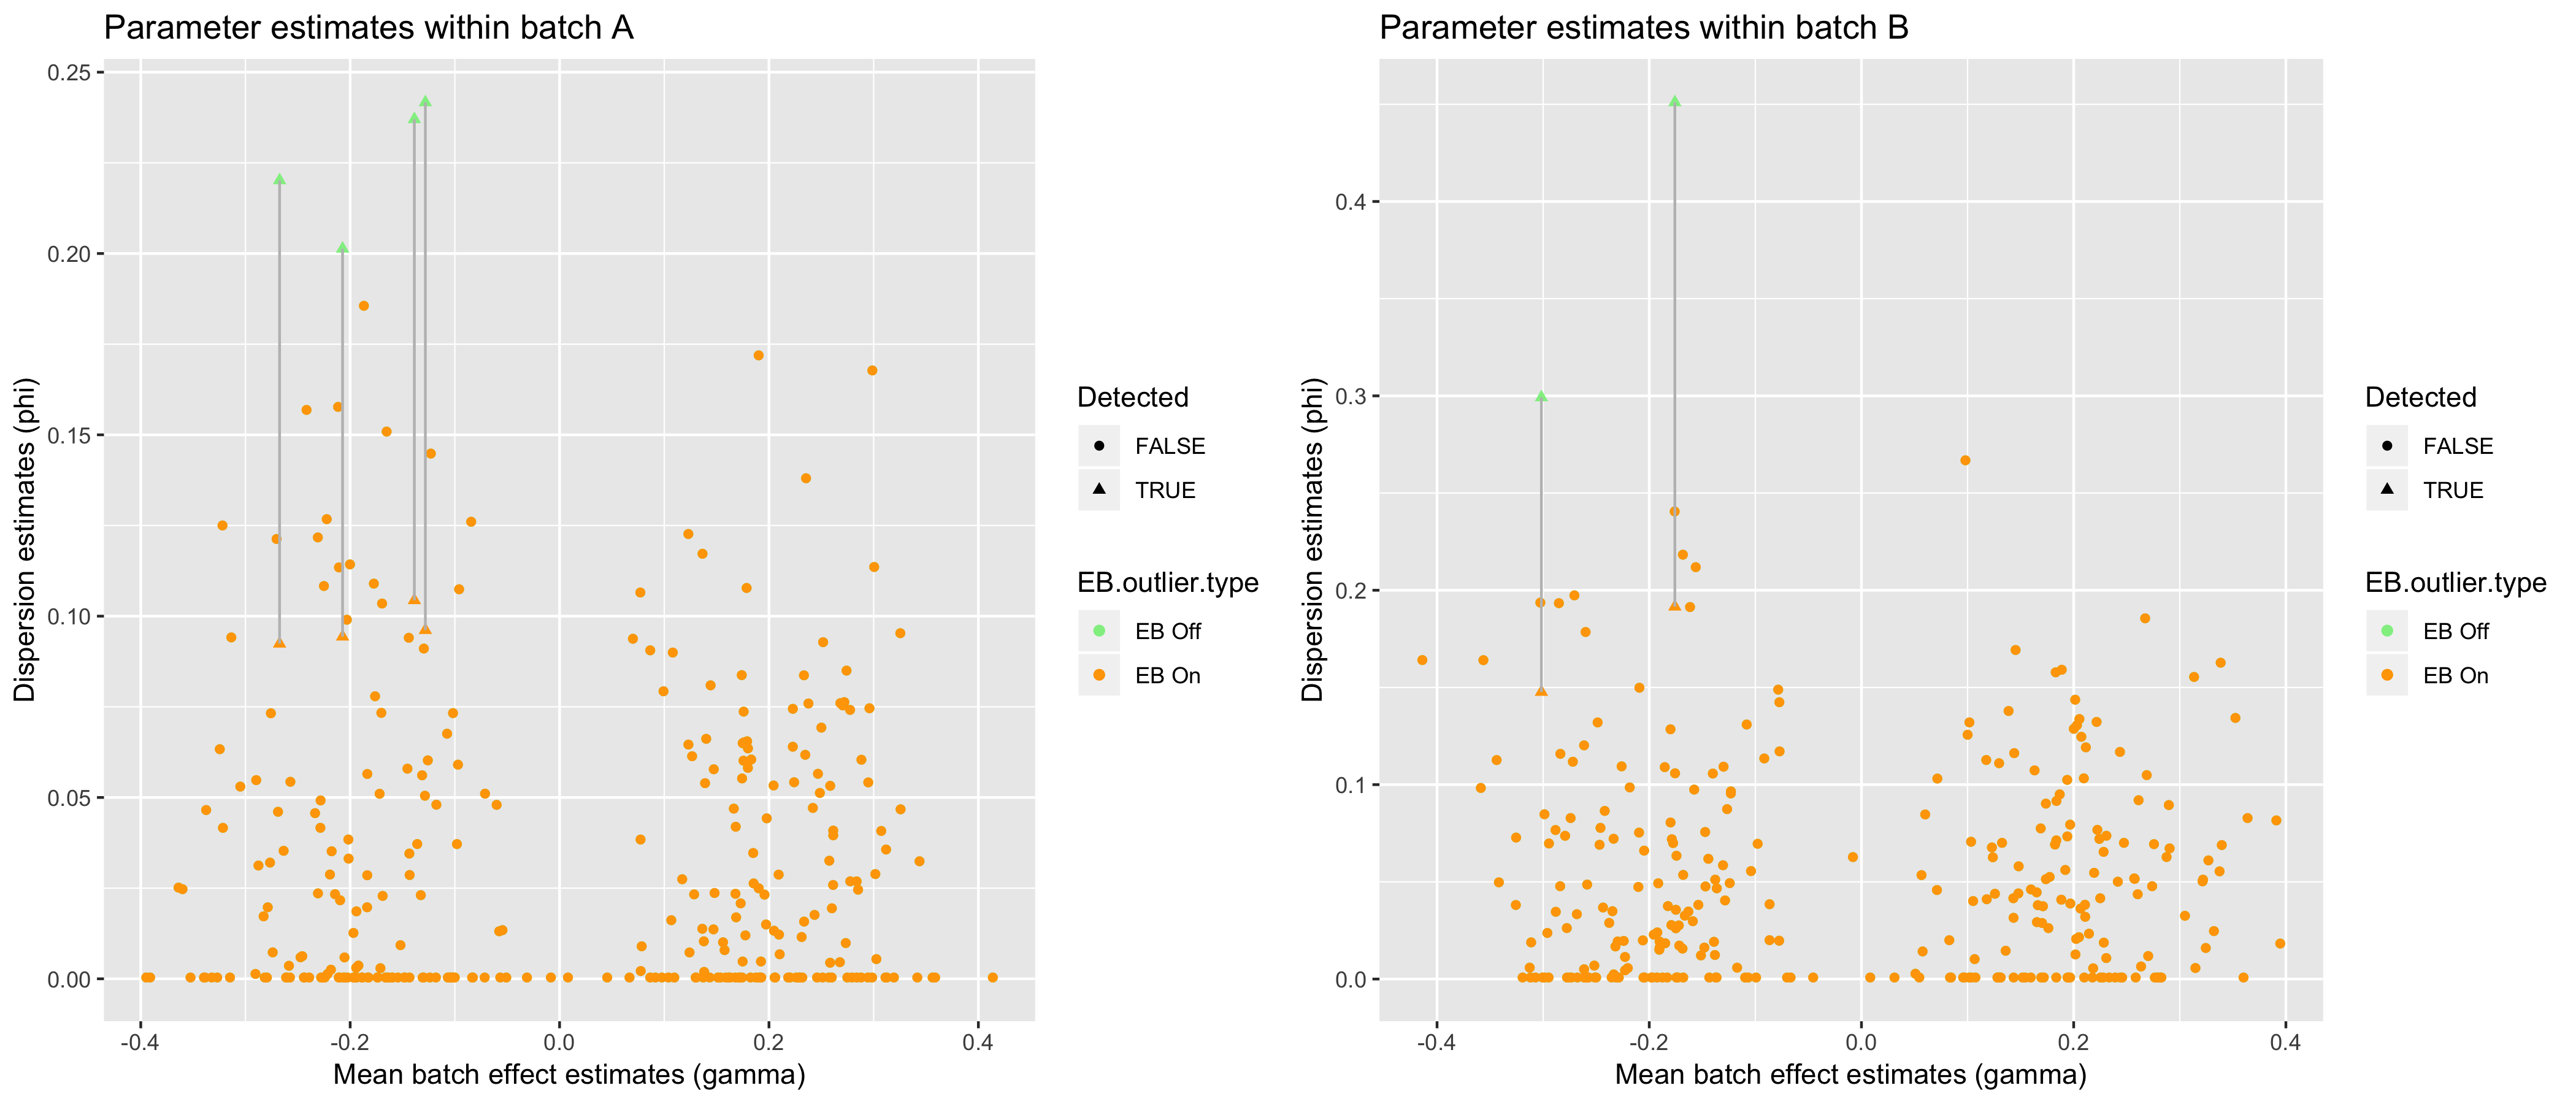 Parameter estimates within batch A
Dispersion estimates (phi)
0.25
0.20
0.15
0.10
0.05
0.00
-0.4 -0.2 0.0 0.2 0.4
Mean batch effect estimates (gamma)
Detected
FALSE
TRUE
EB.outlier.type
EB Off
EB On
Parameter estimates within batch B
Dispersion estimates (phi)
0.4
0.3
0.2
0.1
0.0
-0.4 -0.2 0.0 0.2 0.4
Mean batch effect estimates (gamma)
Detected
FALSE
TRUE
EB.outlier.type
EB Off
EB On